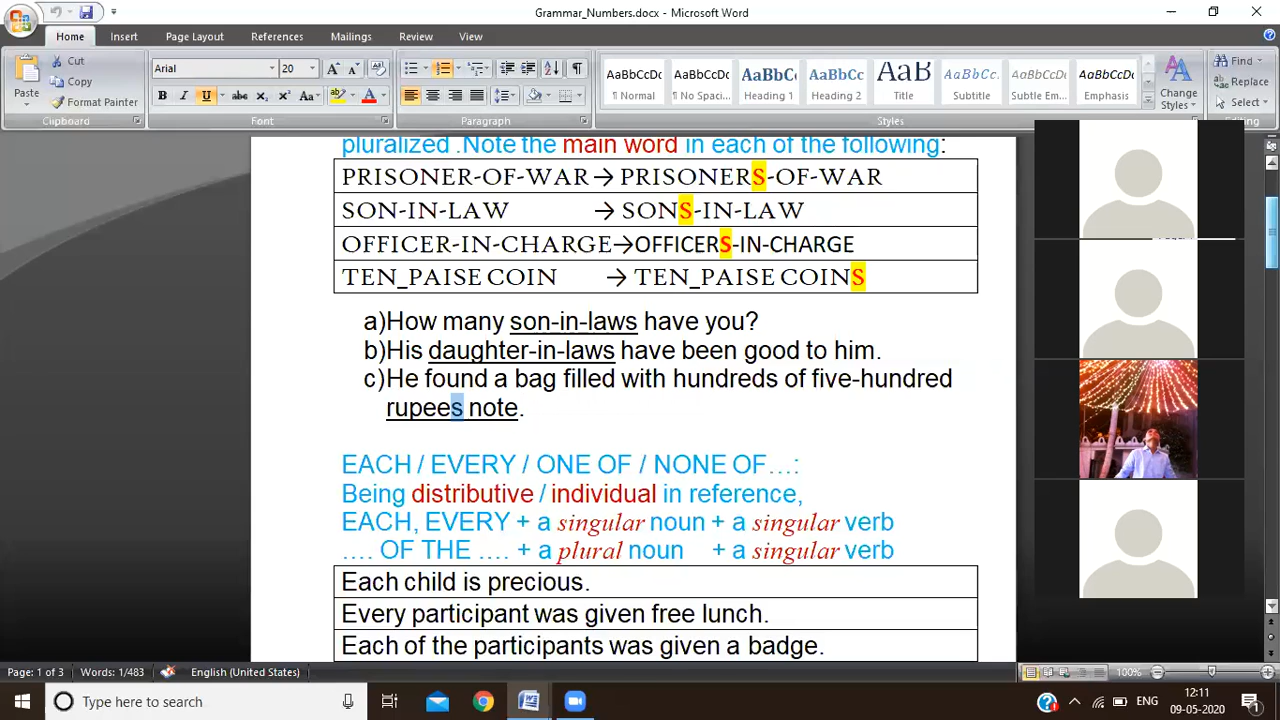 Grammar_Numbers.docx - Microsoft Word
Home Insert Page Layout References Mailings Review View
Cut
Copy
Paste
Format Painter
Clipboard
Arial 20
Font
Paragraph
AaBbCcDc AaBbCcDc AaBbCc AaBbCc AaB AaBbCc. AaBbCcDc AaBbCcDc
¶ Normal ¶ No Spaci... Heading 1 Heading 2 Title Subtitle Subtle Em... Emphasis
Styles
Change Styles
Find
Replace
Select
Editing
pluralized .Note the main word in each of the following:
PRISONER-OF-WAR→ PRISONERS-OF-WAR
SON-IN-LAW → SONS-IN-LAW
OFFICER-IN-CHARGE→OFFICERS-IN-CHARGE
TEN_PAISE COIN → TEN_PAISE COINS
a)How many son-in-laws have you?
b)His daughter-in-laws have been good to him.
c)He found a bag filled with hundreds of five-hundred
rupees note.
EACH / EVERY / ONE OF / NONE OF…:
Being distributive / individual in reference,
EACH, EVERY + a singular noun + a singular verb
…. OF THE …. + a plural noun + a singular verb
Each child is precious.
Every participant was given free lunch.
Each of the participants was given a badge.
Page: 1 of 3 Words: 1/483 English (United States) 100%
Type here to search
ENG
12:11
09-05-2020